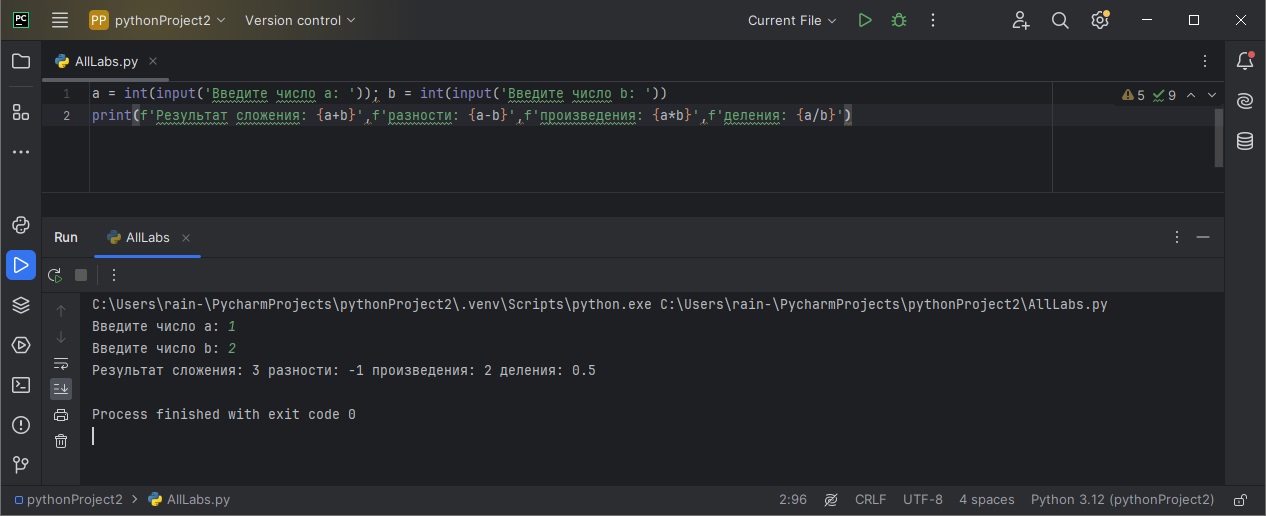 PC PP pythonProject2 Version control Current File
AllLabs.py
1 a = int(input('Введите число a: ')); b = int(input('Введите число b: ')) 5 9
2 print(f'Результат сложения: {a+b}',f'разности: {a-b}',f'произведения: {a*b}',f'деления: {a/b}')
Run AllLabs
C:\Users\rain-\PycharmProjects\pythonProject2\.venv\Scripts\python.exe C:\Users\rain-\PycharmProjects\pythonProject2\AllLabs.py
Введите число a: 1
Введите число b: 2
Результат сложения: 3 разности: -1 произведения: 2 деления: 0.5
Process finished with exit code 0
pythonProject2 > AllLabs.py 2:96 CRLF UTF-8 4 spaces Python 3.12 (pythonProject2)